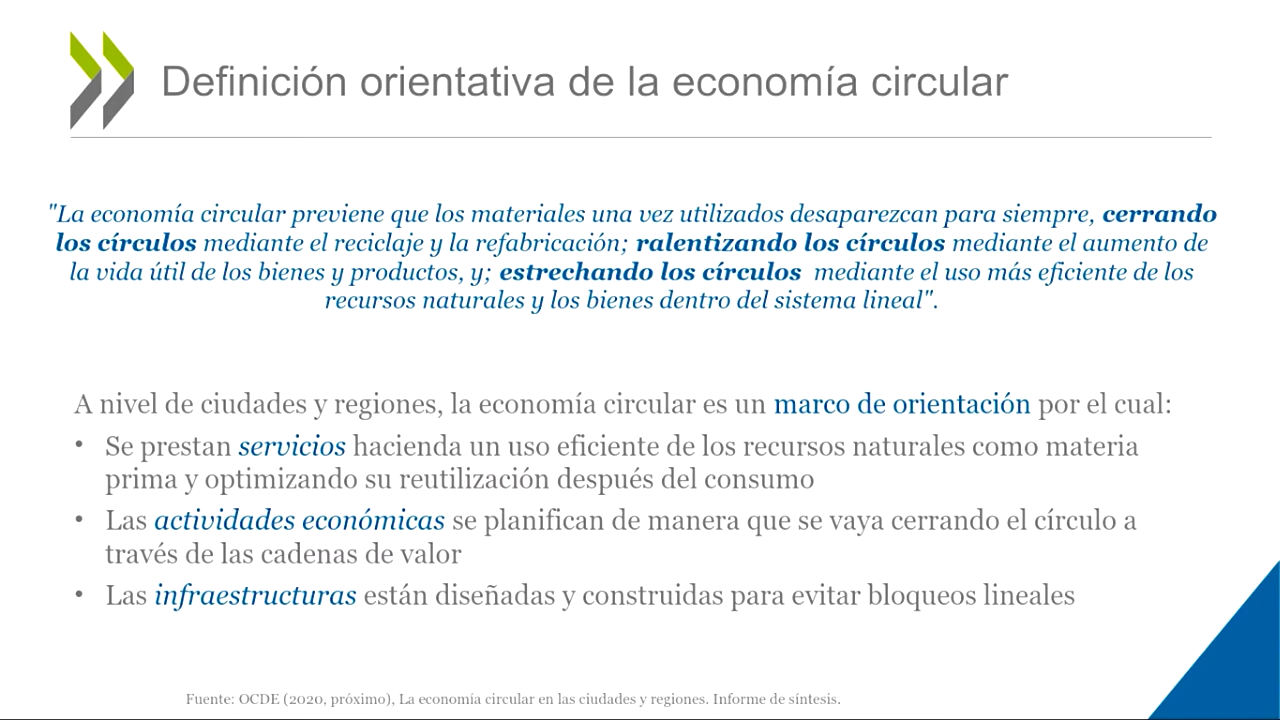 Definición orientativa de la economía circular
"La economía circular previene que los materiales una vez utilizados desaparezcan para siempre, cerrando
los círculos mediante el reciclaje y la refabricación; ralentizando los círculos mediante el aumento de
la vida útil de los bienes y productos, y; estrechando los círculos mediante el uso más eficiente de los
recursos naturales y los bienes dentro del sistema lineal".
A nivel de ciudades y regiones, la economía circular es un marco de orientación por el cual:
• Se prestan servicios hacienda un uso eficiente de los recursos naturales como materia
prima y optimizando su reutilización después del consumo
• Las actividades económicas se planifican de manera que se vaya cerrando el círculo a
través de las cadenas de valor
• Las infraestructuras están diseñadas y construidas para evitar bloqueos lineales
Fuente: OCDE (2020, próximo), La economía circular en las ciudades y regiones. Informe de síntesis.